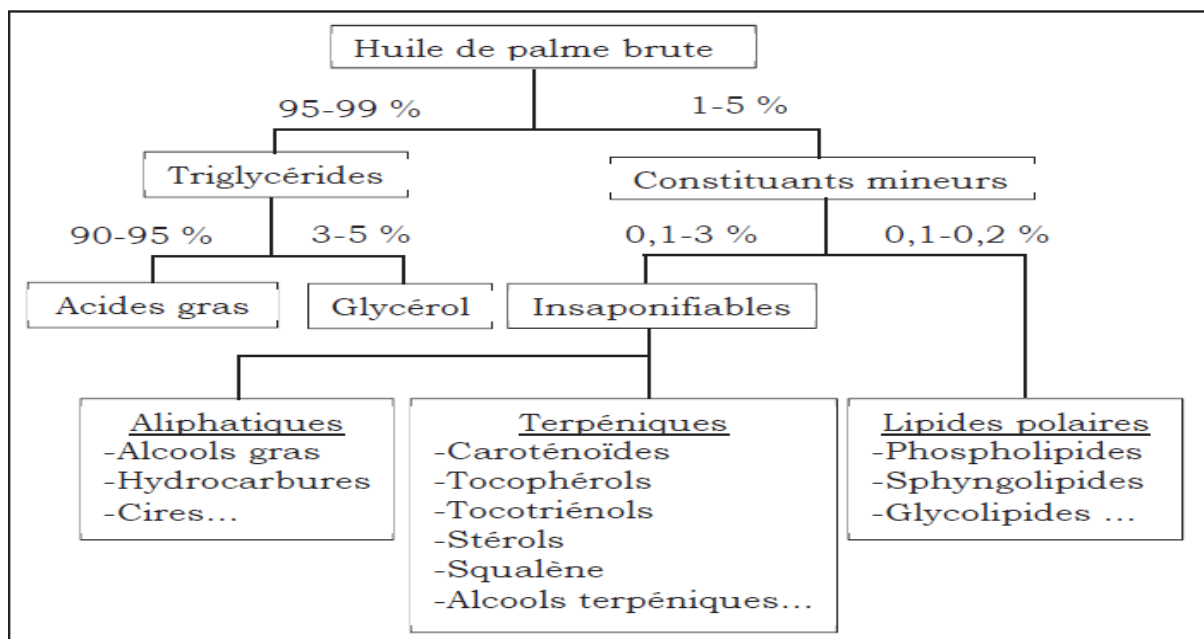 Huile de palme brute
95-99 %
1-5 %
Triglycérides
Constituants mineurs
90-95 %
3-5 %
0,1-3 %
0,1-0,2 %
Acides gras
Glycérol
Insaponifiables
Aliphatiques
-Alcools gras
-Hydrocarbures
-Cires...
Terpéniques
-Caroténoïdes
-Tocophérols
-Tocotriénols
-Stérols
-Squalène
-Alcools terpéniques...
Lipides polaires
-Phospholipides
-Sphyngolipides
-Glycolipides ...